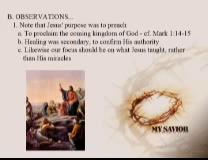 B. OBSERVATIONS...
1. Note that Jesus' purpose was to preach
a. To proclaim the coming kingdom of God - cf. Mark 1:14-15
b. Healing was secondary, to confirm His authority
c. Likewise our focus should be on what Jesus taught, rather
than His miracles
MY SAVIOR